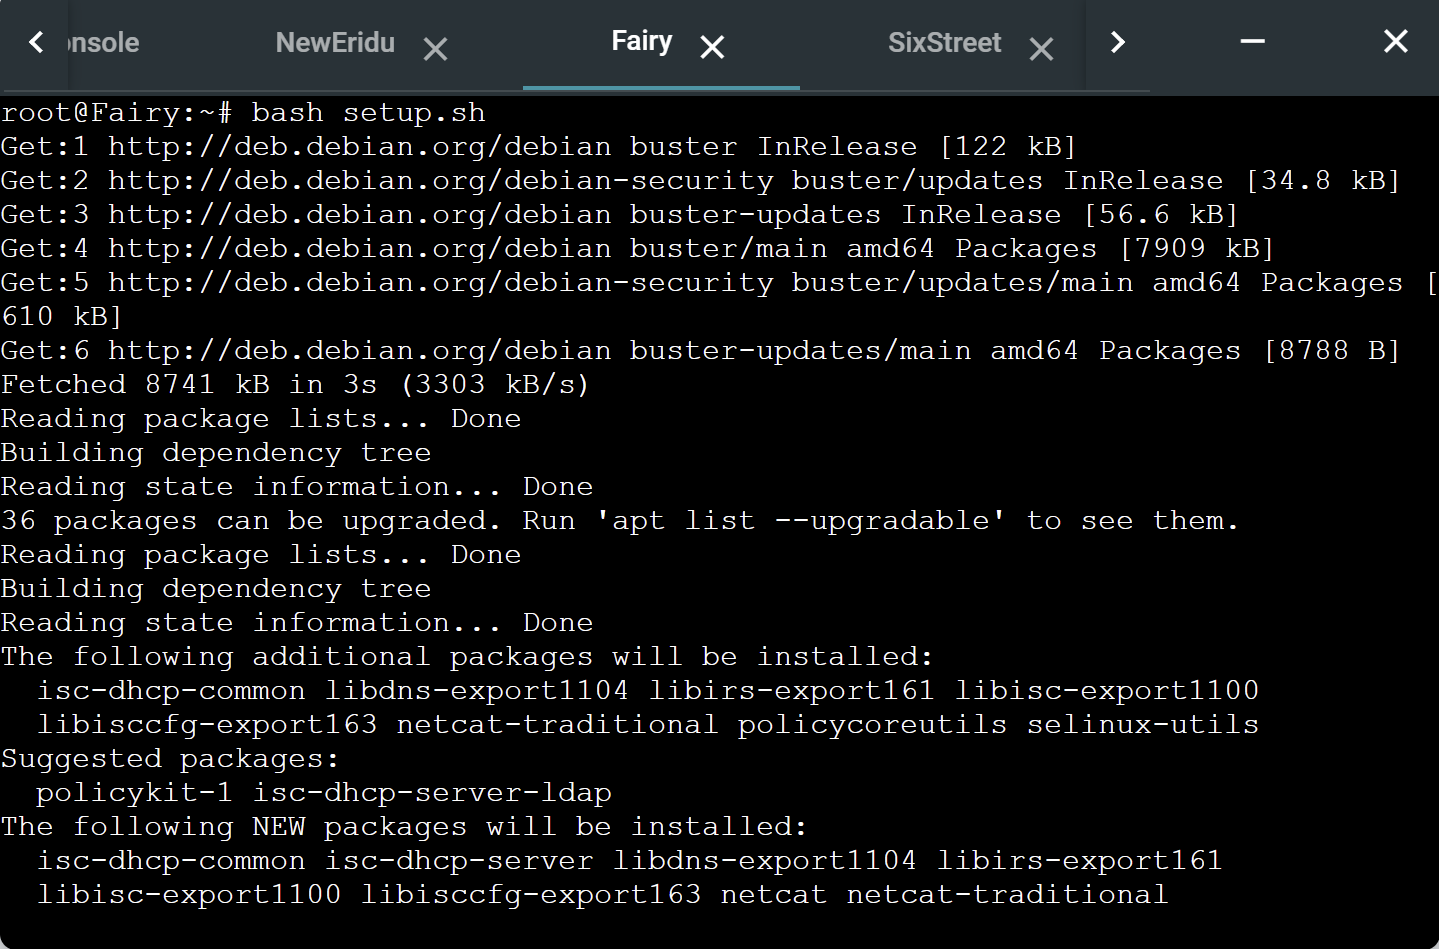 onsole NewEridu Fairy SixStreet
root@Fairy:~# bash setup.sh
Get:1 http://deb.debian.org/debian buster InRelease [122 kB]
Get:2 http://deb.debian.org/debian-security buster/updates InRelease [34.8 kB]
Get:3 http://deb.debian.org/debian buster-updates InRelease [56.6 kB]
Get:4 http://deb.debian.org/debian buster/main amd64 Packages [7909 kB]
Get:5 http://deb.debian.org/debian-security buster/updates/main amd64 Packages [
610 kB]
Get:6 http://deb.debian.org/debian buster-updates/main amd64 Packages [8788 B]
Fetched 8741 kB in 3s (3303 kB/s)
Reading package lists... Done
Building dependency tree
Reading state information... Done
36 packages can be upgraded. Run 'apt list --upgradable' to see them.
Reading package lists... Done
Building dependency tree
Reading state information... Done
The following additional packages will be installed:
  isc-dhcp-common libdns-export1104 libirs-export161 libisc-export1100
  libisccfg-export163 netcat-traditional policycoreutils selinux-utils
Suggested packages:
  policykit-1 isc-dhcp-server-ldap
The following NEW packages will be installed:
  isc-dhcp-common isc-dhcp-server libdns-export1104 libirs-export161
  libisc-export1100 libisccfg-export163 netcat netcat-traditional